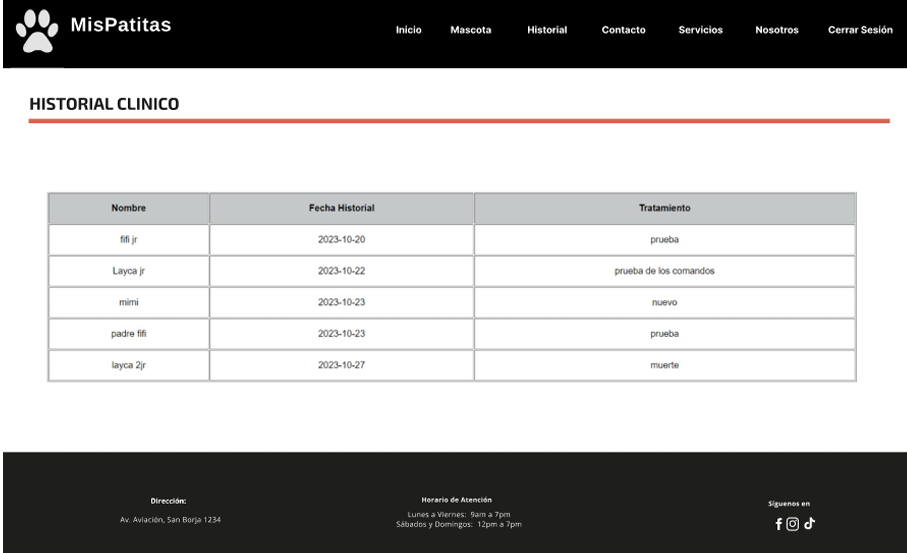 MisPatitas
Inicio Mascota Historial Contacto Servicios Nosotros Cerrar Sesión
HISTORIAL CLINICO
Nombre Fecha Historial Tratamiento
fifi jr 2023-10-20 prueba
Layca jr 2023-10-22 prueba de los comandos
mimi 2023-10-23 nuevo
padre fifi 2023-10-23 prueba
layca 2jr 2023-10-27 muerte
Dirección: Horario de Atención Síguenos en
Av. Aviación, San Borja 1234 Lunes a Viernes: 9am a 7pm
Sábados y Domingos: 12pm a 7pm